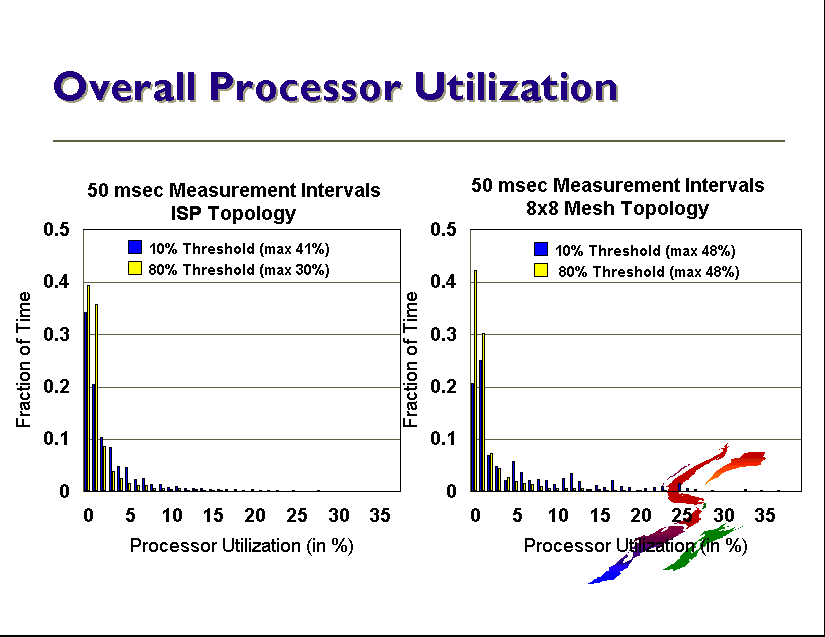 Overall Processor Utilization
50 msec Measurement Intervals
ISP Topology
0.5
0.4
0.3
0.2
0.1
0
10% Threshold (max 41%)
80% Threshold (max 30%)
Fraction of Time
0 5 10 15 20 25 30 35
Processor Utilization (in %)
50 msec Measurement Intervals
8x8 Mesh Topology
0.5
0.4
0.3
0.2
0.1
0
10% Threshold (max 48%)
80% Threshold (max 48%)
Fraction of Time
0 5 10 15 20 25 30 35
Processor Utilization (in %)